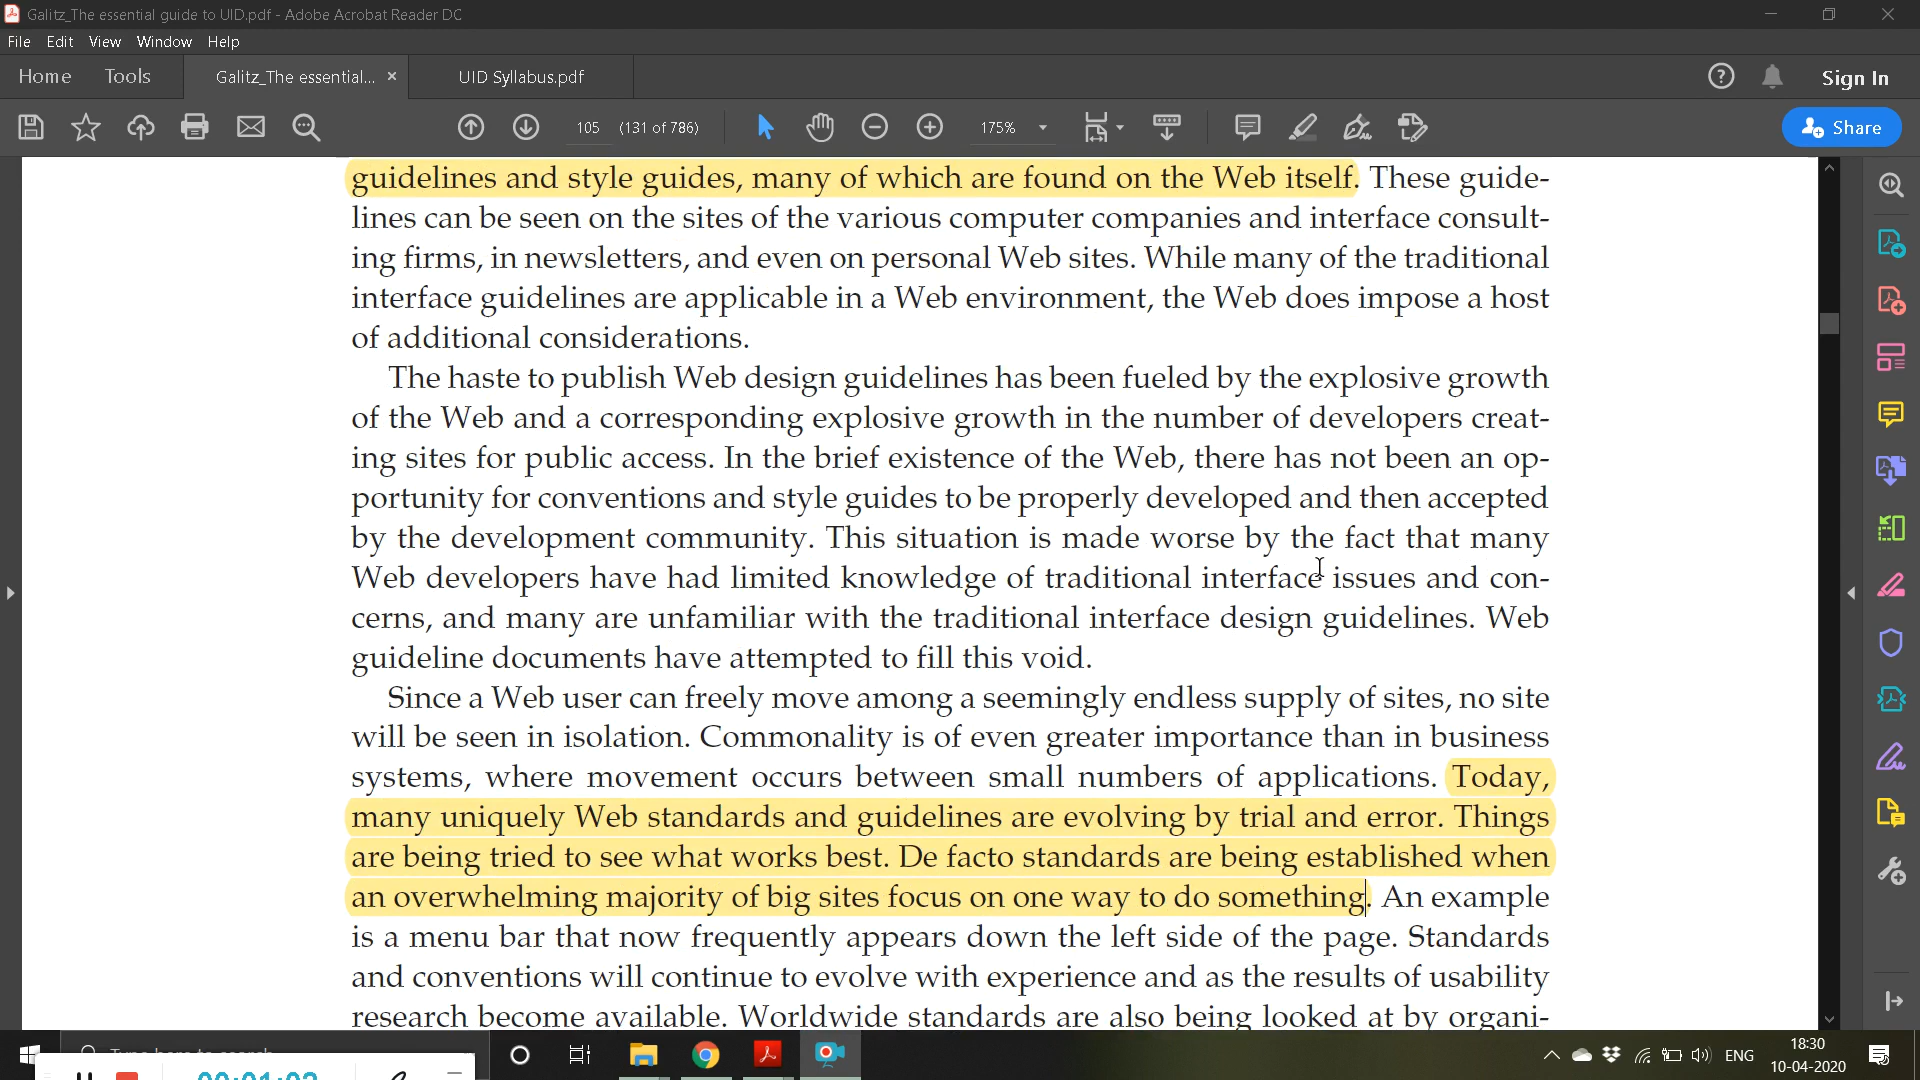 Galitz_The essential guide to UID.pdf - Adobe Acrobat Reader DC
File Edit View Window Help
Home Tools Galitz_The essential... × UID Syllabus.pdf Sign In
105 (131 of 786) 175% Share
guidelines and style guides, many of which are found on the Web itself. These guide-
lines can be seen on the sites of the various computer companies and interface consult-
ing firms, in newsletters, and even on personal Web sites. While many of the traditional
interface guidelines are applicable in a Web environment, the Web does impose a host
of additional considerations.
The haste to publish Web design guidelines has been fueled by the explosive growth
of the Web and a corresponding explosive growth in the number of developers creat-
ing sites for public access. In the brief existence of the Web, there has not been an op-
portunity for conventions and style guides to be properly developed and then accepted
by the development community. This situation is made worse by the fact that many
Web developers have had limited knowledge of traditional interface issues and con-
cerns, and many are unfamiliar with the traditional interface design guidelines. Web
guideline documents have attempted to fill this void.
Since a Web user can freely move among a seemingly endless supply of sites, no site
will be seen in isolation. Commonality is of even greater importance than in business
systems, where movement occurs between small numbers of applications. Today,
many uniquely Web standards and guidelines are evolving by trial and error. Things
are being tried to see what works best. De facto standards are being established when
an overwhelming majority of big sites focus on one way to do something. An example
is a menu bar that now frequently appears down the left side of the page. Standards
and conventions will continue to evolve with experience and as the results of usability
research become available. Worldwide standards are also being looked at by organi-
ENG 18:30
10-04-2020